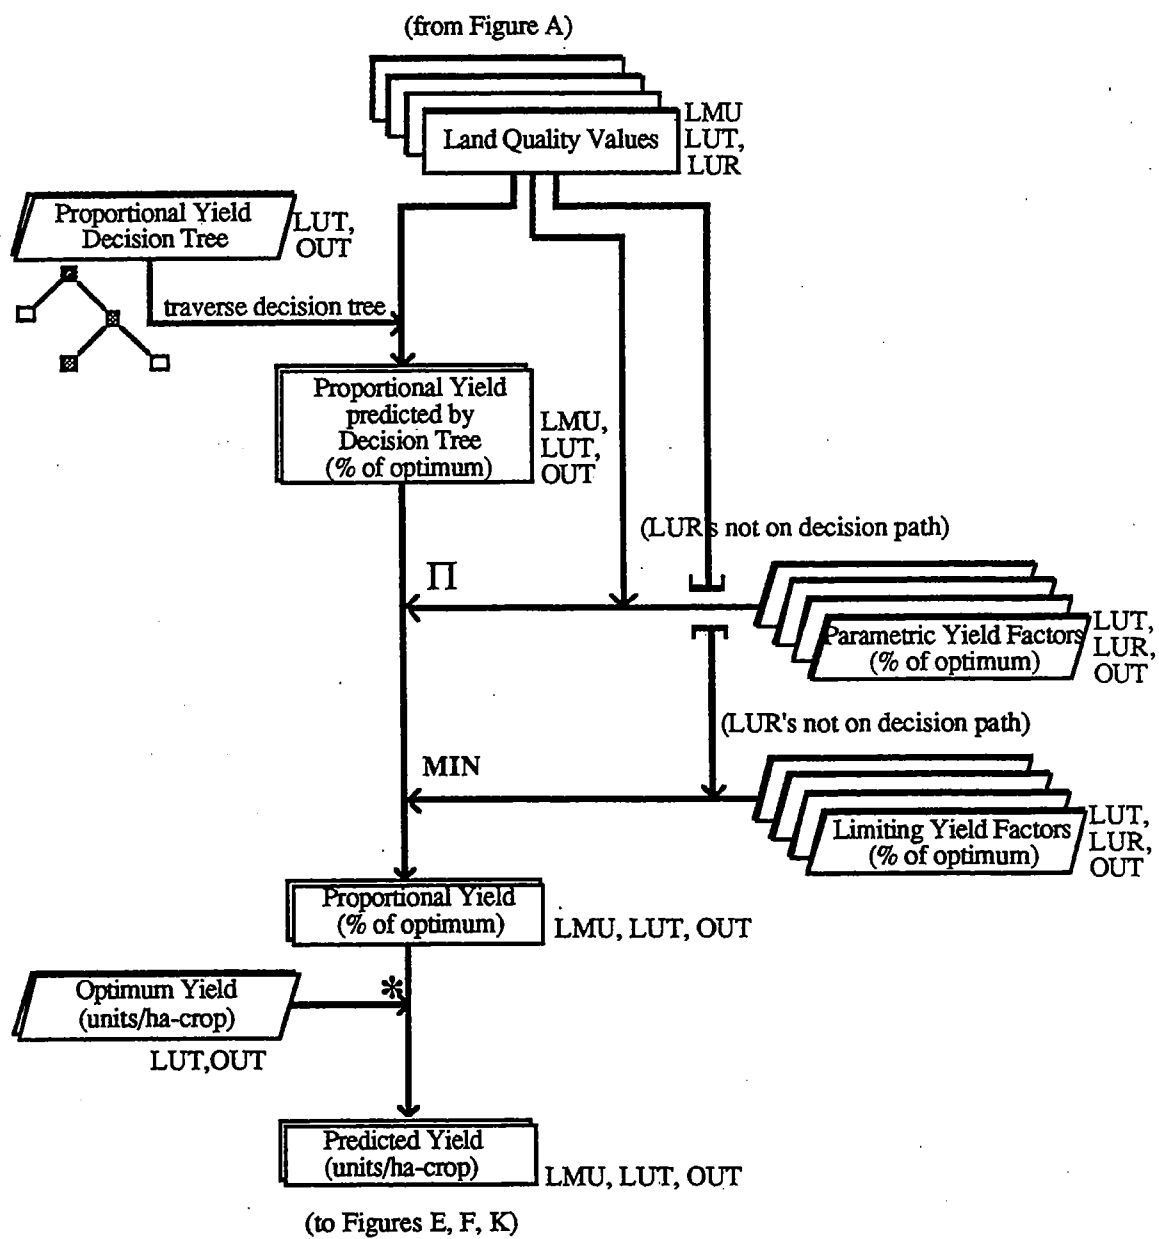 (from Figure A)
Land Quality Values
LMU
LUT,
LUR
Proportional Yield
Decision Tree
LUT,
OUT
traverse decision tree
Proportional Yield
predicted by
Decision Tree
(% of optimum)
LMU,
LUT,
OUT
(LUR's not on decision path)
Π
Parametric Yield Factors
(% of optimum)
LUT,
LUR,
OUT
(LUR's not on decision path)
MIN
Limiting Yield Factors
(% of optimum)
LUT,
LUR,
OUT
Proportional Yield
(% of optimum)
LMU, LUT, OUT
*
Optimum Yield
(units/ha-crop)
LUT,OUT
Predicted Yield
(units/ha-crop)
LMU, LUT, OUT
(to Figures E, F, K)